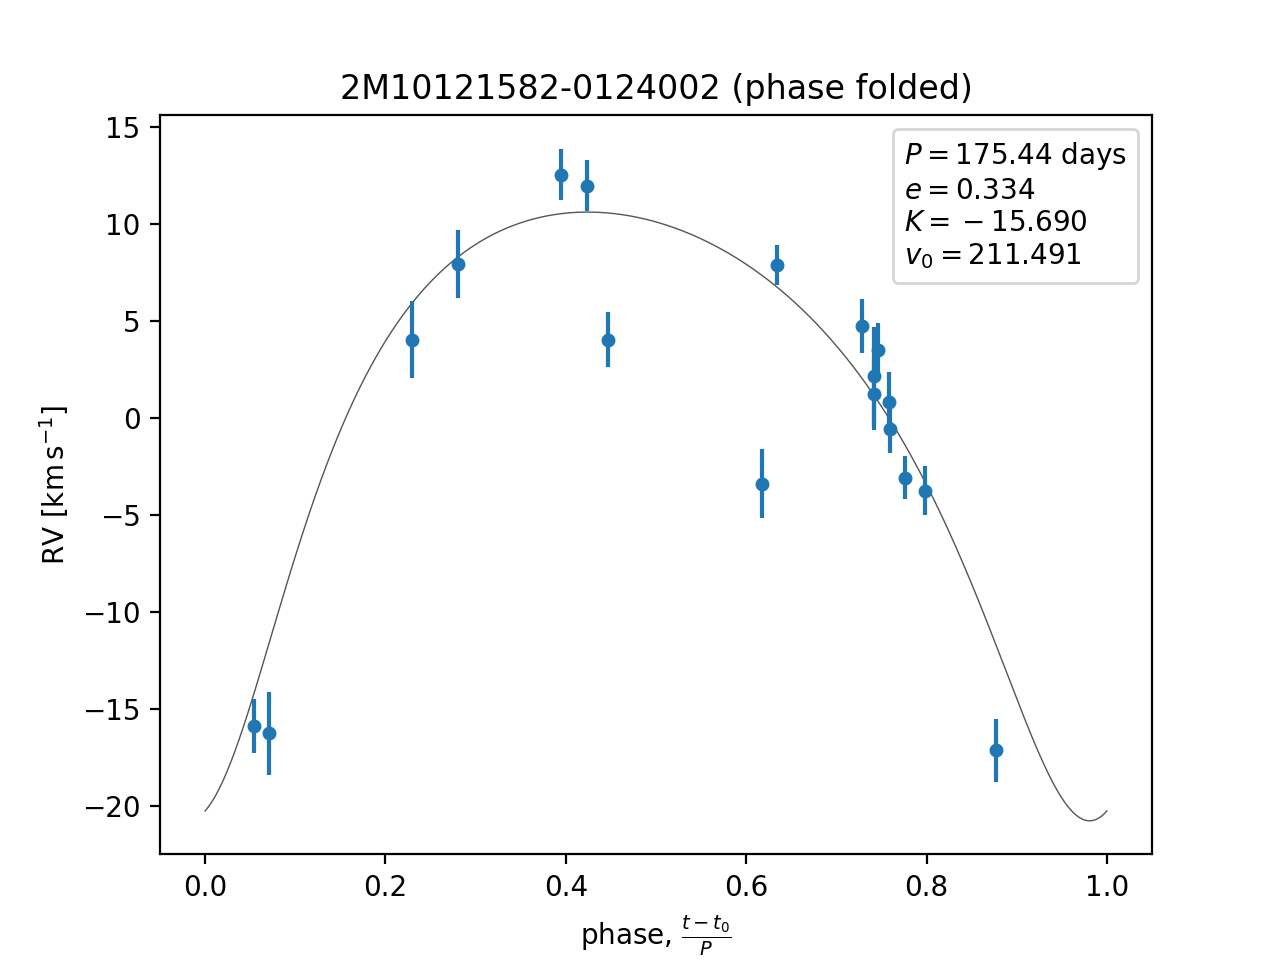 2M10121582-0124002 (phase folded)
P = 175.44 days
e = 0.334
K = −15.690
v₀ = 211.491
15
10
5
0
−5
−10
−15
−20
RV [km s⁻¹]
0.0 0.2 0.4 0.6 0.8 1.0
phase, (t − t₀)/P